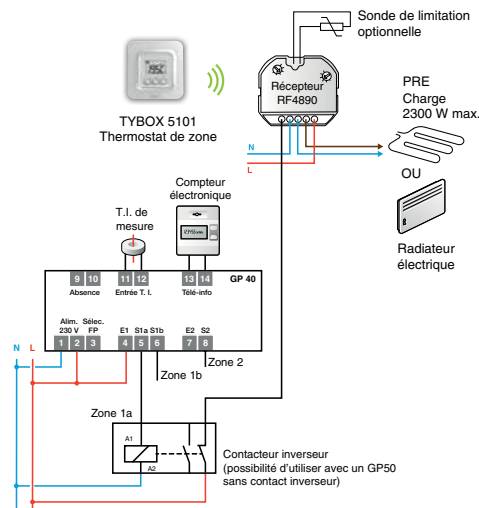 Sonde de limitation
optionnelle
Récepteur
RF4890
PRE
Charge
2300 W max.
TYBOX 5101
Thermostat de zone
N
L
OU
Compteur
électronique
T.I. de
mesure
Radiateur
électrique
9 10 11 12 13 14 GP 40
Absence Entrée T. I. Télé-info
Alim. Sélec.
230 V FP E1 S1a S1b E2 S2
1 2 3 4 5 6 7 8
N L
Zone 2
Zone 1b
Zone 1a
A1
A2
Contacteur inverseur
(possibilité d'utiliser avec un GP50
sans contact inverseur)